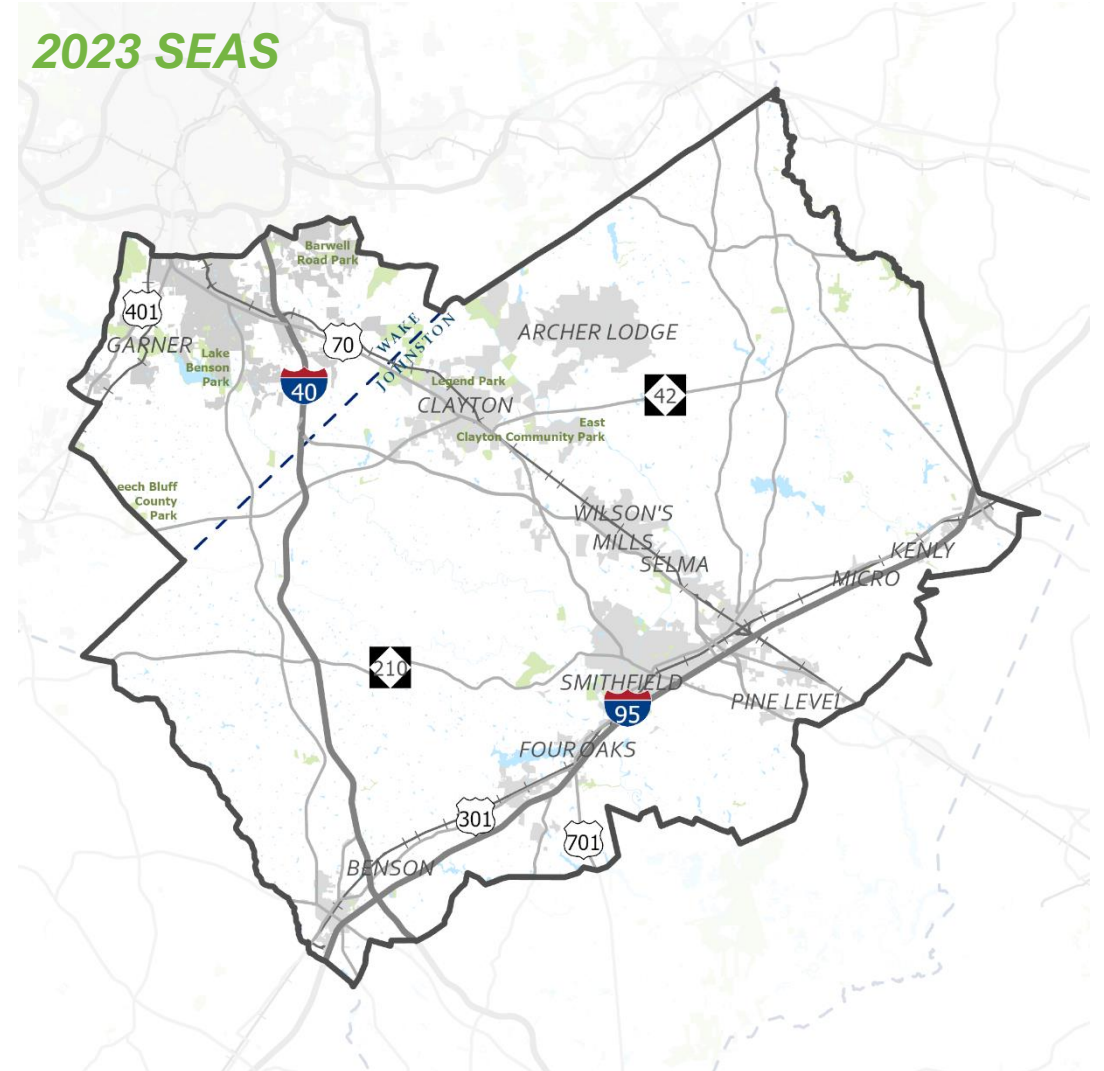 2023 SEAS
Barwell
Road Park
401
GARNER
70
WAKE
JOHNSTON
ARCHER LODGE
Lake
Benson
Park
40
Legend Park
CLAYTON
42
East
Clayton Community Park
eech Bluff
County
Park
WILSON'S
MILLS
SELMA
KENLY
MICRO
210
SMITHFIELD
PINE LEVEL
95
FOUR OAKS
301
701
BENSON